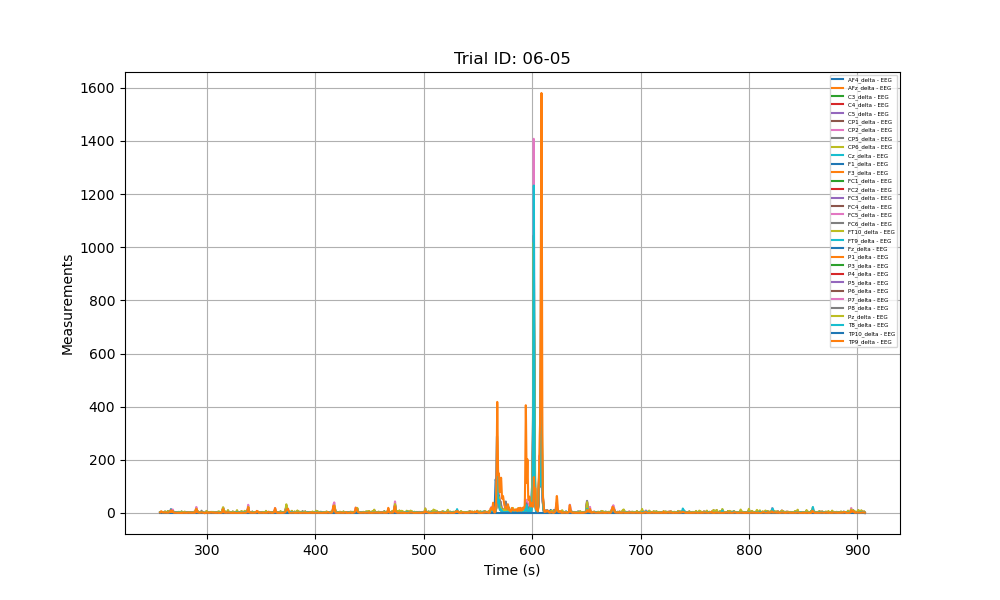 Trial ID: 06-05
1600
1400
1200
1000
800
600
400
200
0
Measurements
300 400 500 600 700 800 900
Time (s)
AF4_delta - EEG
AFz_delta - EEG
C3_delta - EEG
C4_delta - EEG
C5_delta - EEG
CP1_delta - EEG
CP2_delta - EEG
CP5_delta - EEG
CP6_delta - EEG
Cz_delta - EEG
F1_delta - EEG
F3_delta - EEG
FC1_delta - EEG
FC2_delta - EEG
FC3_delta - EEG
FC4_delta - EEG
FC5_delta - EEG
FC6_delta - EEG
FT10_delta - EEG
FT9_delta - EEG
Fz_delta - EEG
P1_delta - EEG
P3_delta - EEG
P4_delta - EEG
P5_delta - EEG
P6_delta - EEG
P7_delta - EEG
P8_delta - EEG
Pz_delta - EEG
T8_delta - EEG
TP10_delta - EEG
TP9_delta - EEG